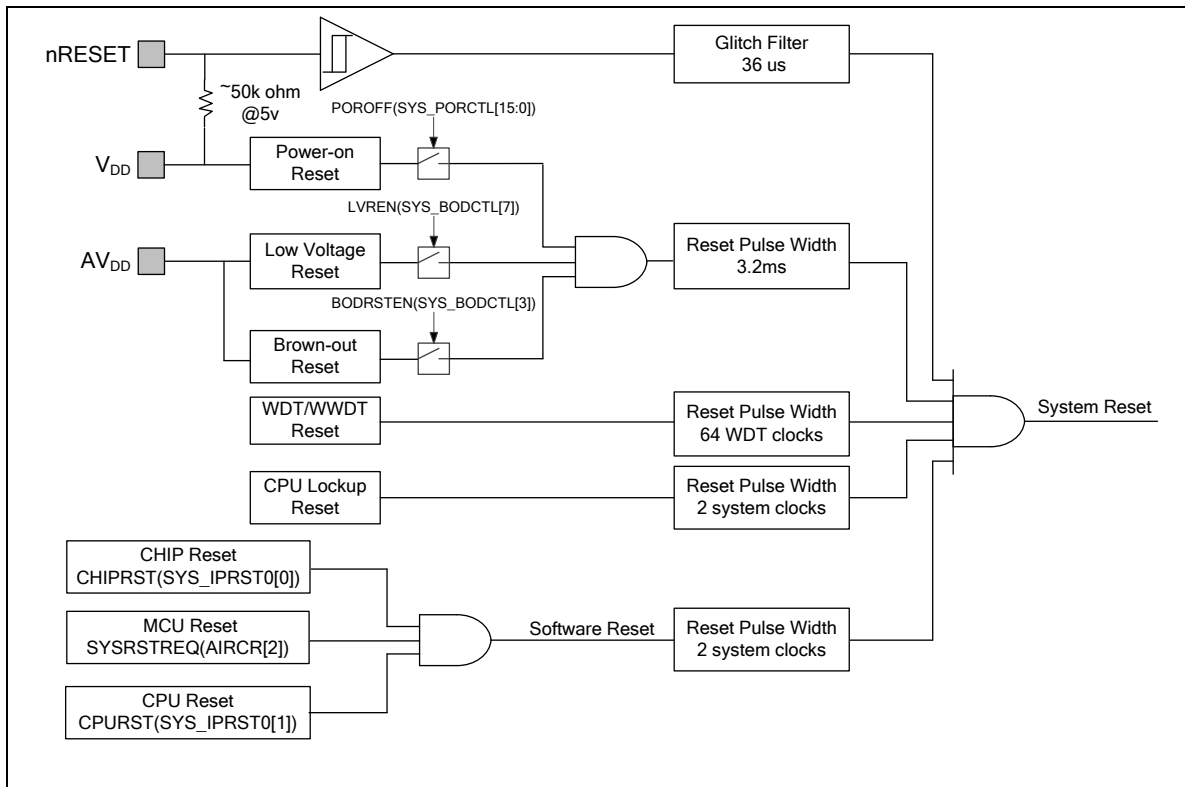 nRESET
~50k ohm
@5v
Glitch Filter
36 us
POROFF(SYS_PORCTL[15:0])
VDD
Power-on
Reset
LVREN(SYS_BODCTL[7])
AVDD
Low Voltage
Reset
Reset Pulse Width
3.2ms
BODRSTEN(SYS_BODCTL[3])
Brown-out
Reset
WDT/WWDT
Reset
Reset Pulse Width
64 WDT clocks
System Reset
CPU Lockup
Reset
Reset Pulse Width
2 system clocks
CHIP Reset
CHIPRST(SYS_IPRST0[0])
MCU Reset
SYSRSTREQ(AIRCR[2])
Software Reset
Reset Pulse Width
2 system clocks
CPU Reset
CPURST(SYS_IPRST0[1])